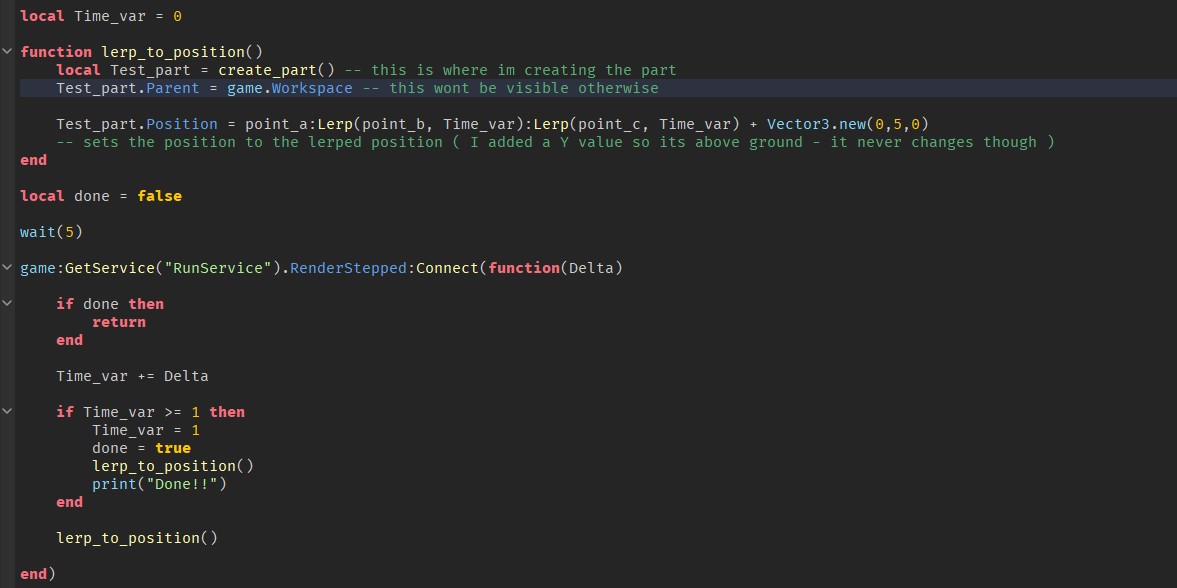 local Time_var = 0
function lerp_to_position()
local Test_part = create_part() -- this is where im creating the part
Test_part.Parent = game.Workspace -- this wont be visible otherwise
Test_part.Position = point_a:Lerp(point_b, Time_var):Lerp(point_c, Time_var) + Vector3.new(0,5,0)
-- sets the position to the lerped position ( I added a Y value so its above ground - it never changes though )
end
local done = false
wait(5)
game:GetService("RunService").RenderStepped:Connect(function(Delta)
if done then
return
end
Time_var += Delta
if Time_var >= 1 then
Time_var = 1
done = true
lerp_to_position()
print("Done!!")
end
lerp_to_position()
end)